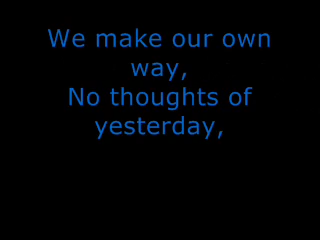 We make our own
way,
No thoughts of
yesterday,